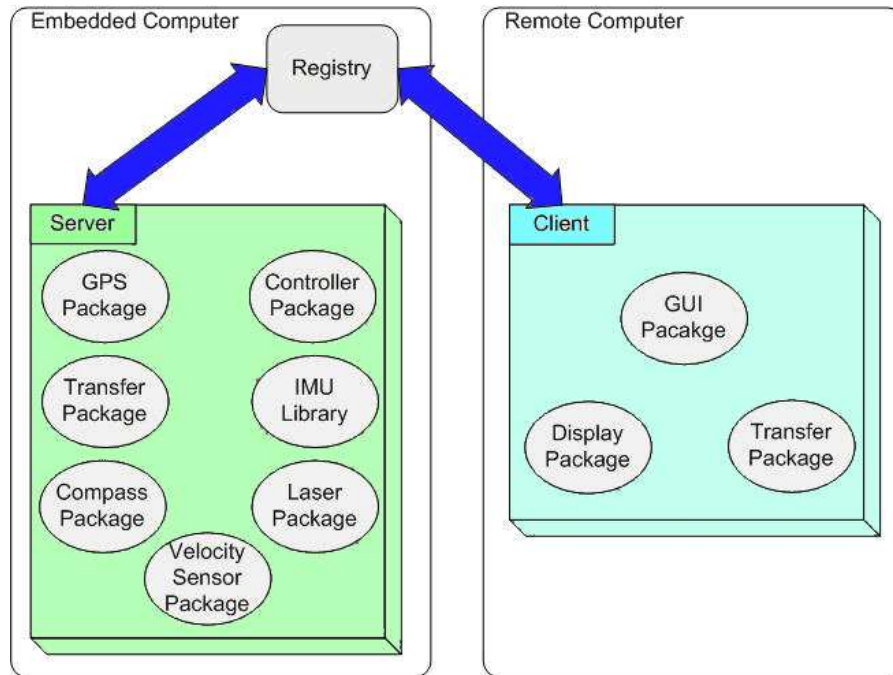 Embedded Computer
Registry
Server
GPS
Package
Controller
Package
Transfer
Package
IMU
Library
Compass
Package
Laser
Package
Velocity
Sensor
Package
Remote Computer
Client
GUI
Pacakge
Display
Package
Transfer
Package